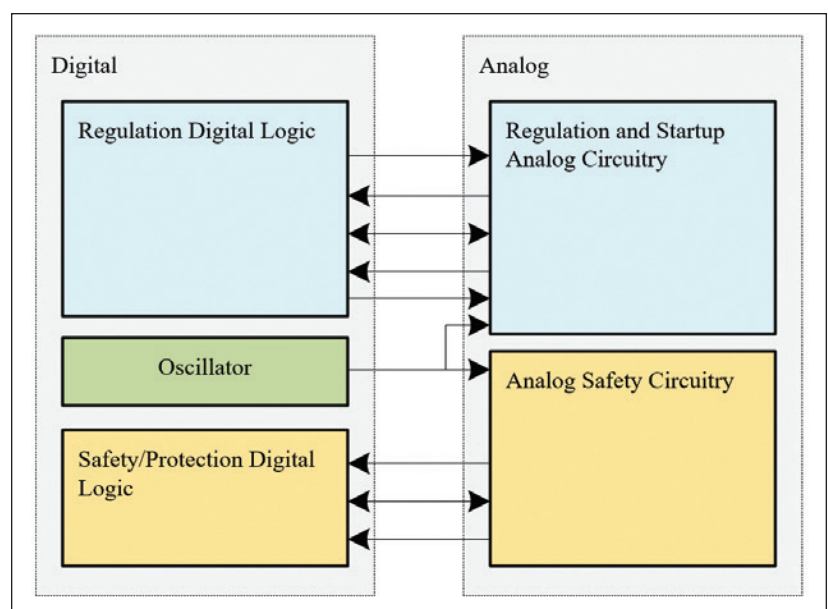 Digital
Regulation Digital Logic
Oscillator
Safety/Protection Digital
Logic
Analog
Regulation and Startup
Analog Circuitry
Analog Safety Circuitry